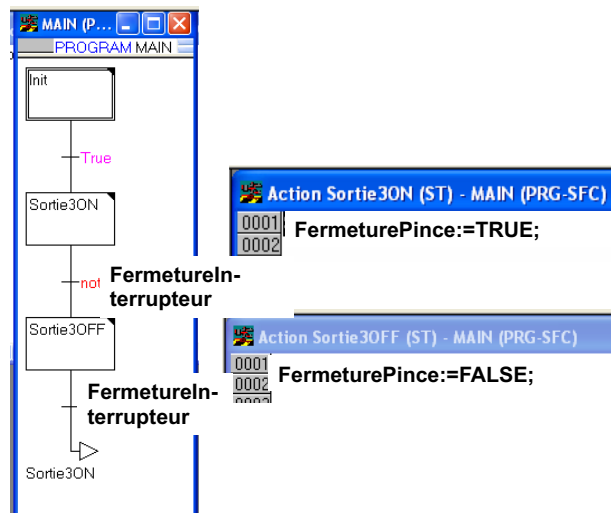 MAIN (P...
PROGRAM MAIN
Init
True
Sortie3ON
not FermetureIn-
terrupteur
Sortie3OFF
FermetureIn-
terrupteur
Sortie3ON
Action Sortie3ON (ST) - MAIN (PRG-SFC)
0001 FermeturePince:=TRUE;
0002
Action Sortie3OFF (ST) - MAIN (PRG-SFC)
0001
0002 FermeturePince:=FALSE;